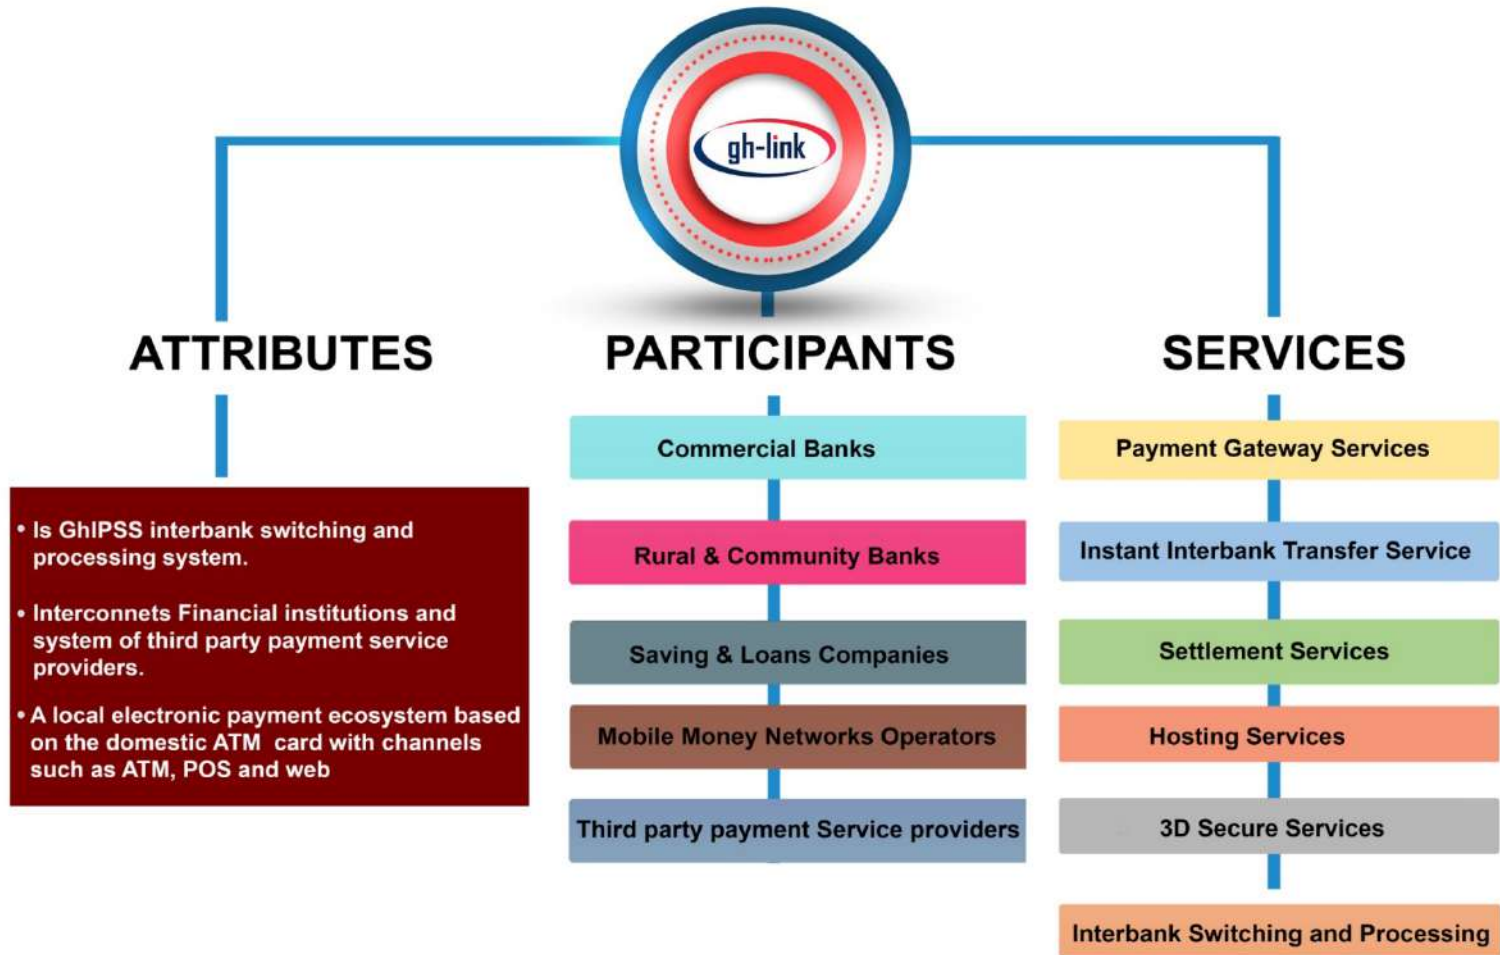 gh-link
ATTRIBUTES
• Is GhIPSS interbank switching and
processing system.
• Interconnets Financial institutions and
system of third party payment service
providers.
• A local electronic payment ecosystem based
on the domestic ATM card with channels
such as ATM, POS and web
PARTICIPANTS
Commercial Banks
Rural & Community Banks
Saving & Loans Companies
Mobile Money Networks Operators
Third party payment Service providers
SERVICES
Payment Gateway Services
Instant Interbank Transfer Service
Settlement Services
Hosting Services
3D Secure Services
Interbank Switching and Processing